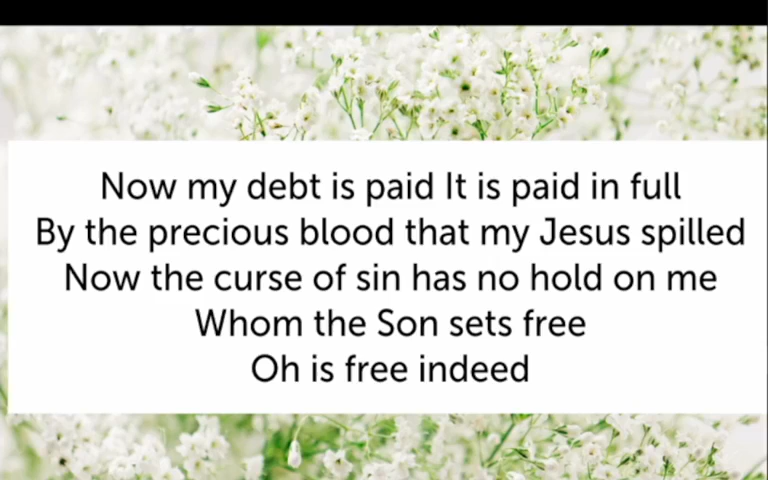 Now my debt is paid It is paid in full
By the precious blood that my Jesus spilled
Now the curse of sin has no hold on me
Whom the Son sets free
Oh is free indeed